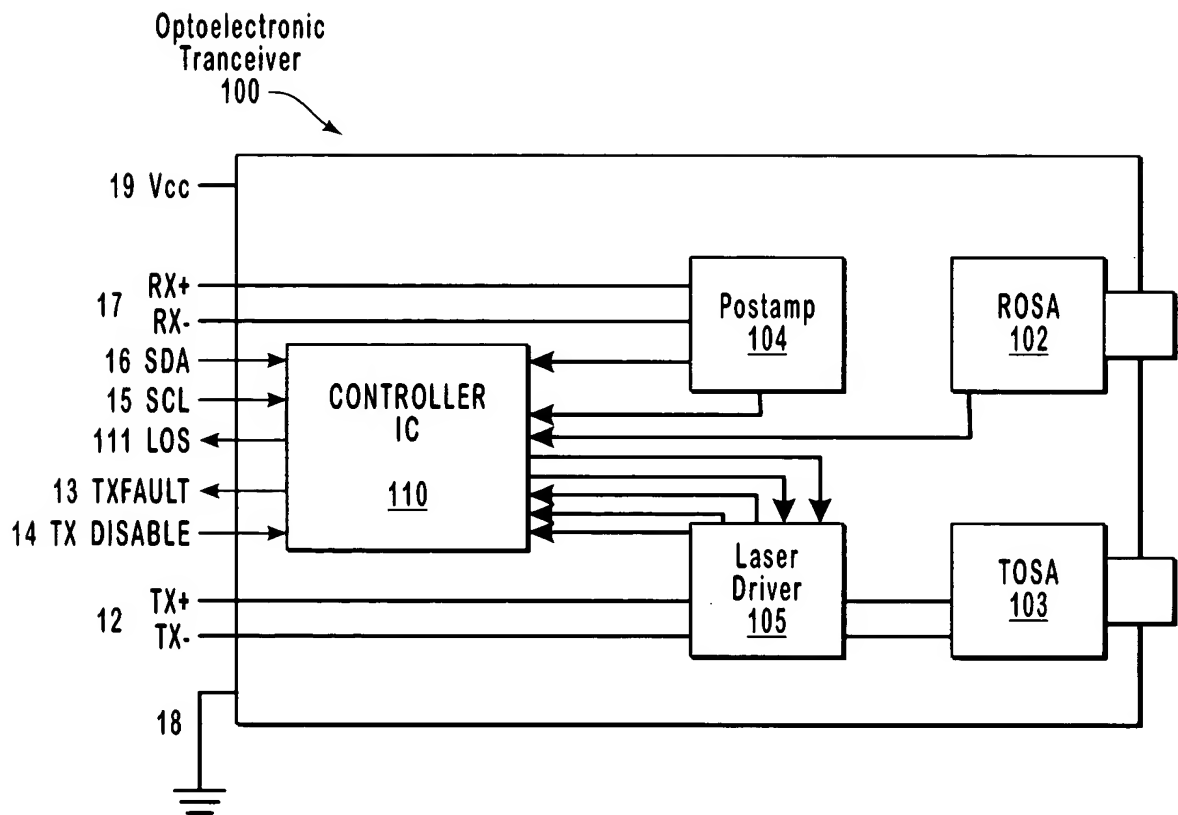 Optoelectronic
Tranceiver
100
19 Vcc
17
RX+
RX-
16 SDA
15 SCL
111 LOS
13 TXFAULT
14 TX DISABLE
12
TX+
TX-
18
CONTROLLER
IC
110
Postamp
104
ROSA
102
Laser
Driver
105
TOSA
103